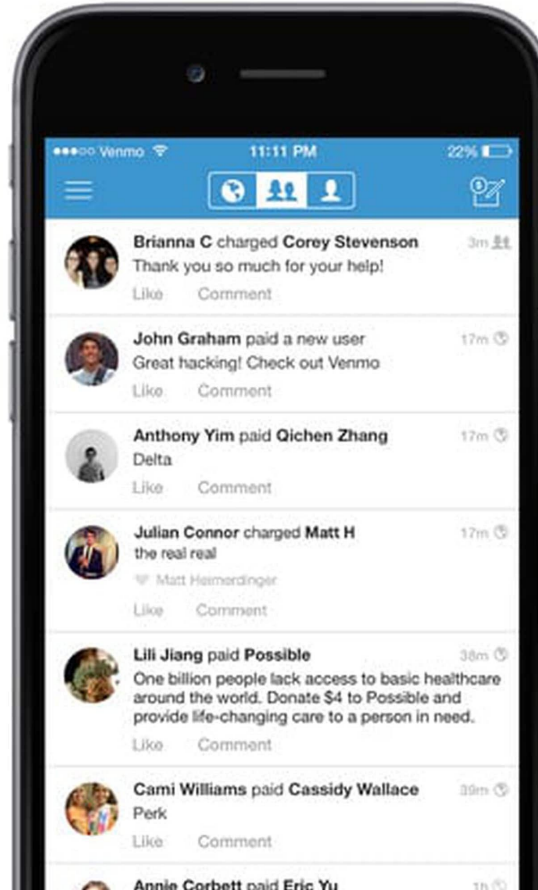 Venmo 11:11 PM 22%
Brianna C charged Corey Stevenson 3m
Thank you so much for your help!
Like Comment
John Graham paid a new user 17m
Great hacking! Check out Venmo
Like Comment
Anthony Yim paid Qichen Zhang 17m
Delta
Like Comment
Julian Connor charged Matt H 17m
the real real
Matt Heimerdinger
Like Comment
Lili Jiang paid Possible 38m
One billion people lack access to basic healthcare
around the world. Donate $4 to Possible and
provide life-changing care to a person in need.
Like Comment
Cami Williams paid Cassidy Wallace 39m
Perk
Like Comment
Annie Corbett paid Eric Yu 1h